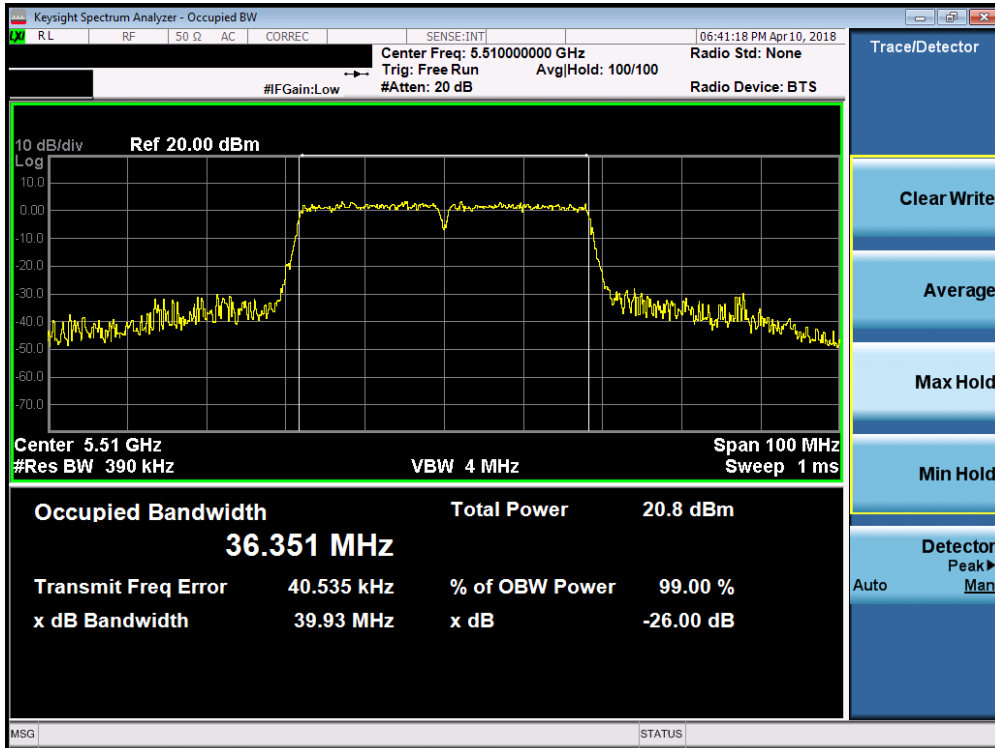 Keysight Spectrum Analyzer - Occupied BW
LXI RL RF 50 Ω AC CORREC SENSE:INT 06:41:18 PM Apr 10, 2018
Center Freq: 5.510000000 GHz Radio Std: None
Trig: Free Run Avg|Hold: 100/100
#IFGain:Low #Atten: 20 dB Radio Device: BTS
10 dB/div Ref 20.00 dBm
Log
10.0
0.00
-10.0
-20.0
-30.0
-40.0
-50.0
-60.0
-70.0
Center 5.51 GHz Span 100 MHz
#Res BW 390 kHz VBW 4 MHz Sweep 1 ms
Occupied Bandwidth Total Power 20.8 dBm
36.351 MHz
Transmit Freq Error 40.535 kHz % of OBW Power 99.00 %
x dB Bandwidth 39.93 MHz x dB -26.00 dB
MSG STATUS
Trace/Detector
Clear Write
Average
Max Hold
Min Hold
Detector
Peak▶
Auto Man